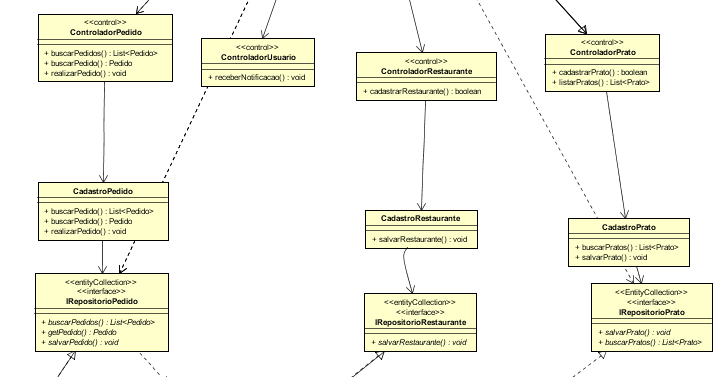 <<control>>
ControladorPedido
+ buscarPedidos() : List<Pedido>
+ buscarPedido() : Pedido
+ realizarPedido() : void
<<control>>
ControladorUsuario
+ receberNotificacao() : void
<<control>>
ControladorRestaurante
+ cadastrarRestaurante() : boolean
<<control>>
ControladorPrato
+ cadastrarPrato() : boolean
+ listarPratos() : List<Prato>
CadastroPedido
+ buscarPedido() : List<Pedido>
+ buscarPedido() : Pedido
+ realizarPedido() : void
CadastroRestaurante
+ salvarRestaurante() : void
CadastroPrato
+ buscarPratos() : List<Prato>
+ salvarPrato() : void
<<entityCollection>>
<<interface>>
IRepositorioPedido
+ buscarPedidos() : List<Pedido>
+ getPedido() : Pedido
+ salvarPedido() : void
<<entityCollection>>
<<interface>>
IRepositorioRestaurante
+ salvarRestaurante() : void
<<EntityCollection>>
<<interface>>
IRepositorioPrato
+ salvarPrato() : void
+ buscarPratos() : List<Prato>